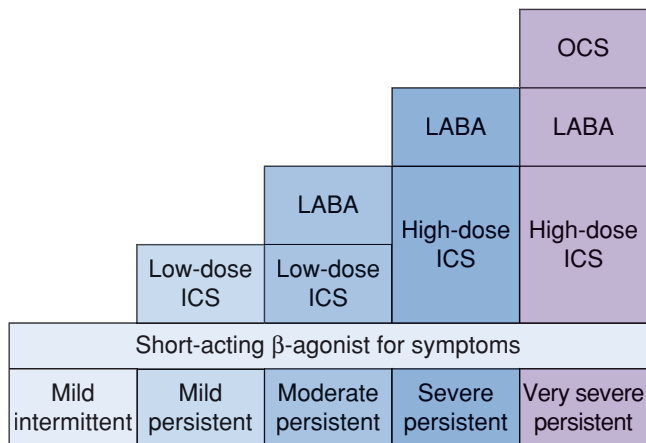 OCS
LABA
LABA
LABA
High-dose
ICS
High-dose
ICS
Low-dose
ICS
Low-dose
ICS
Short-acting β-agonist for symptoms
Mild
intermittent
Mild
persistent
Moderate
persistent
Severe
persistent
Very severe
persistent